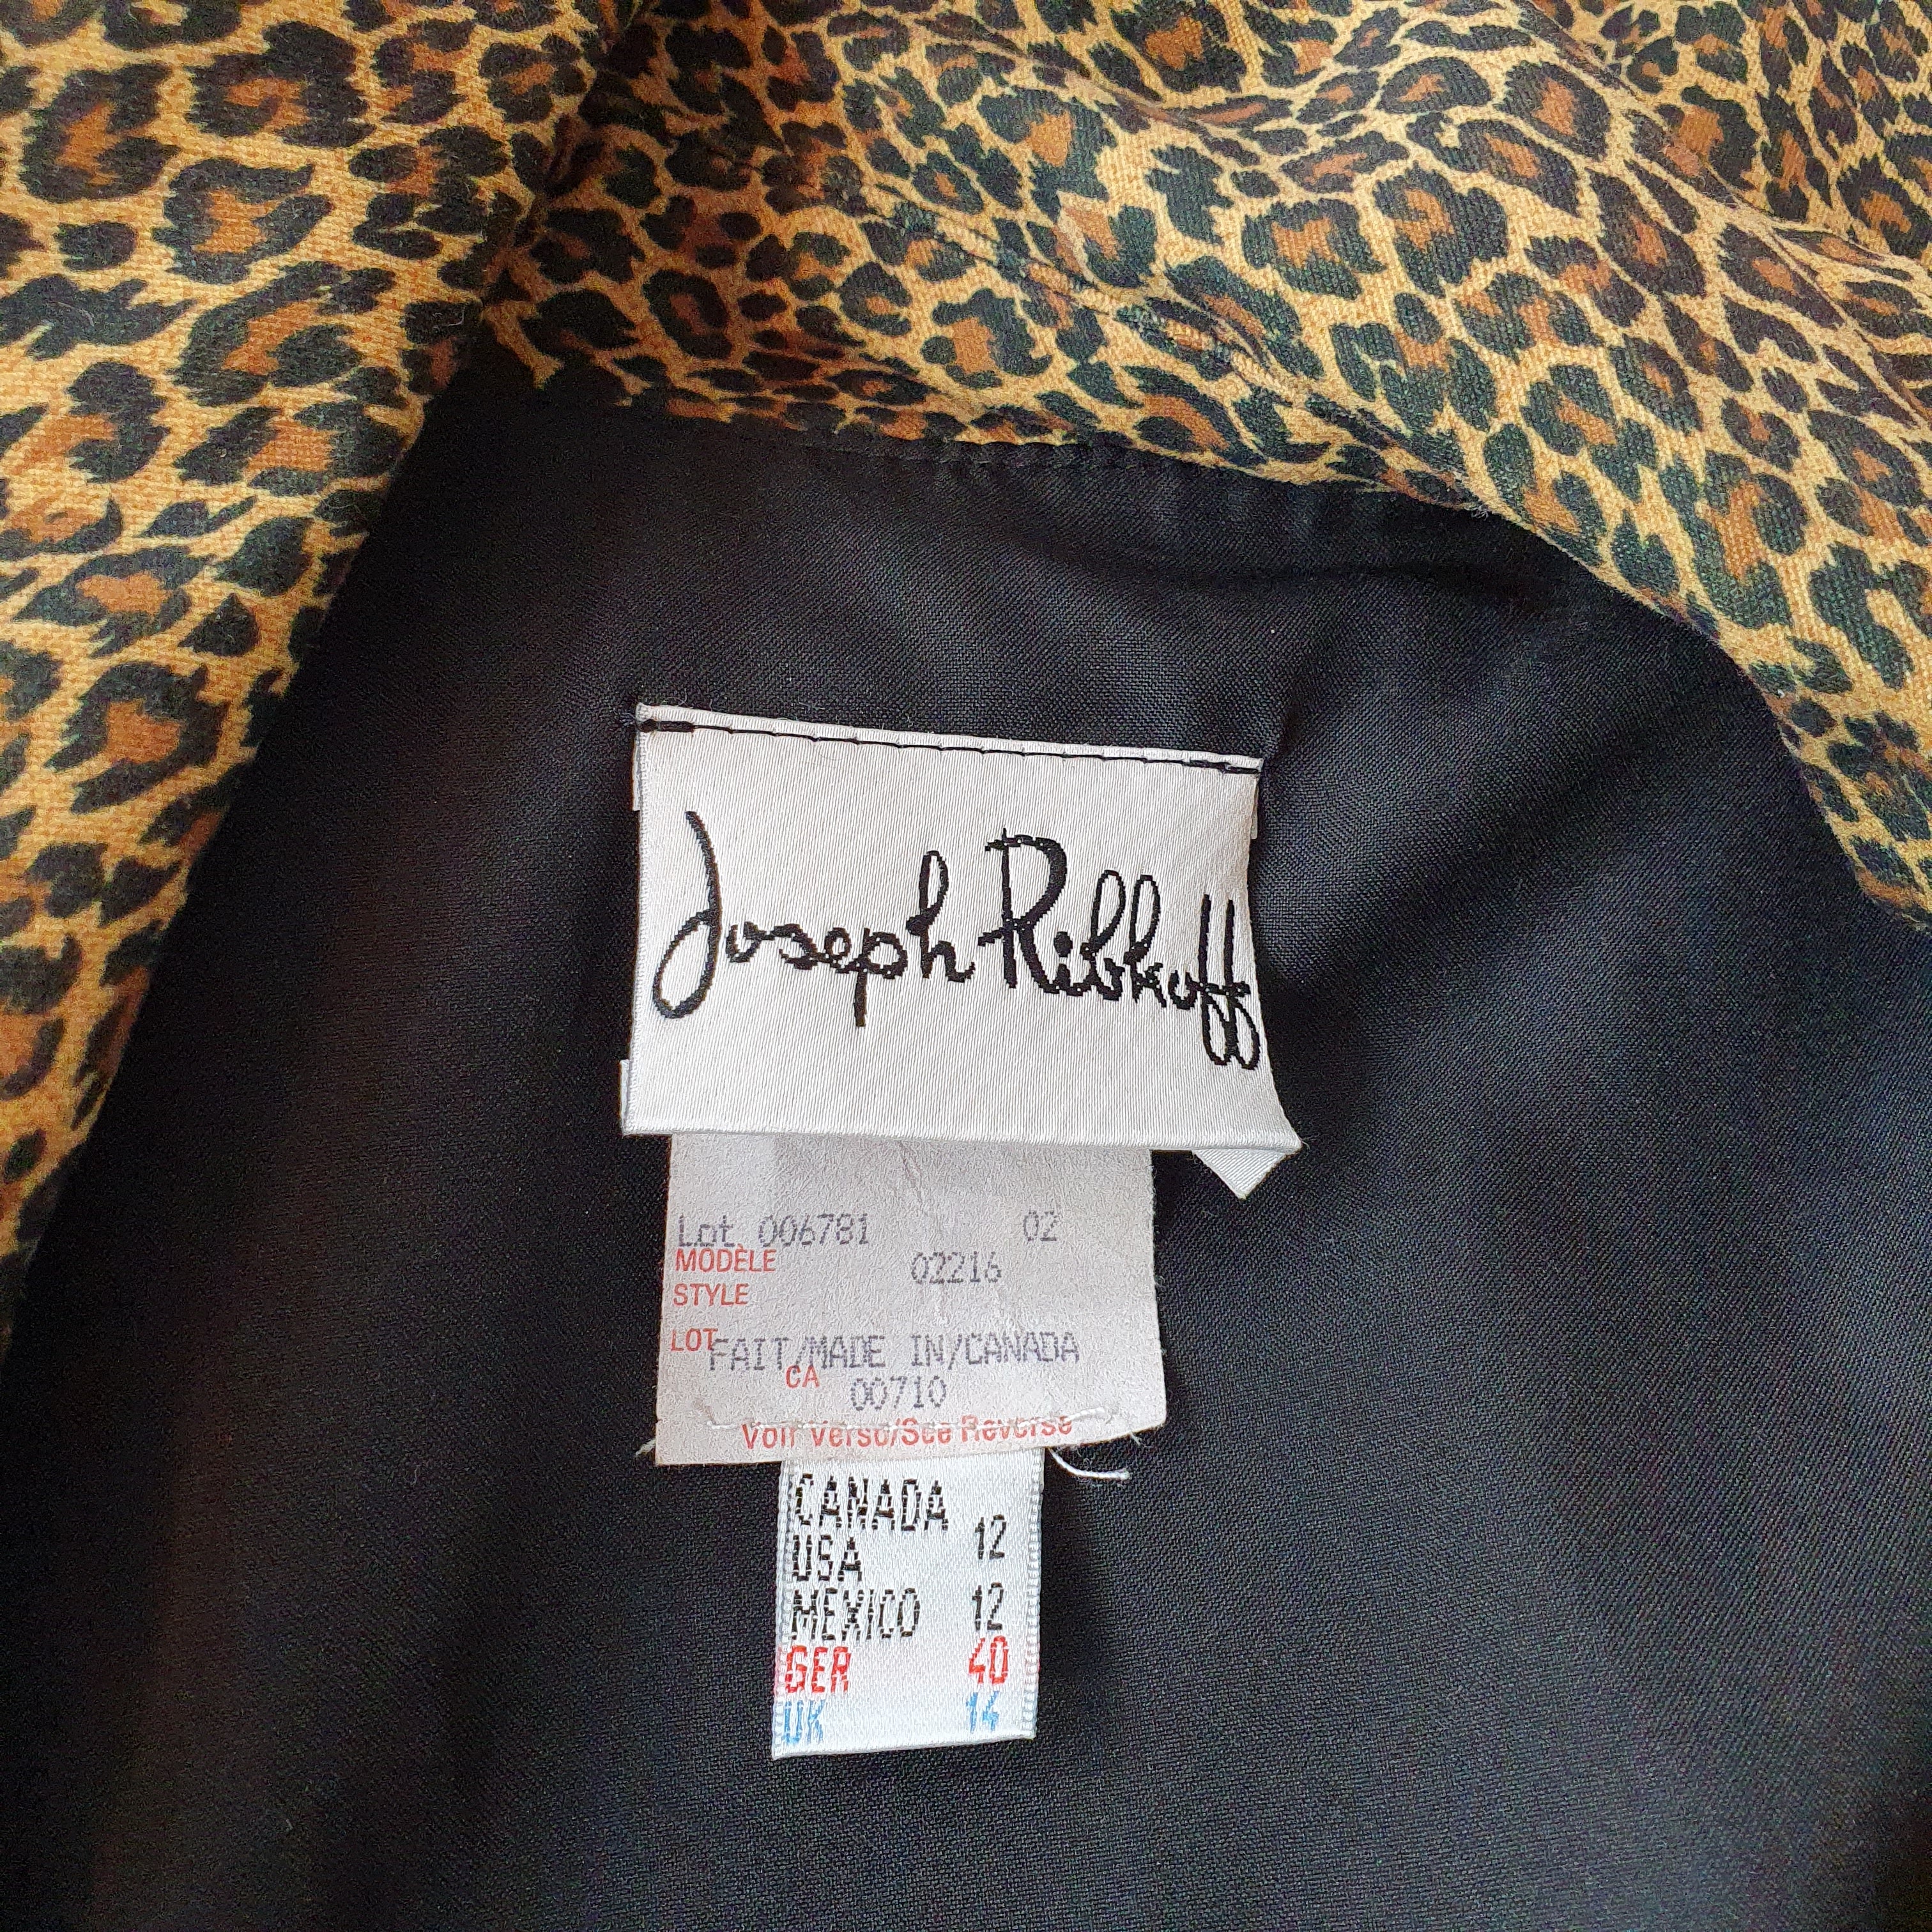 Joseph Ribkoff
Lot 006781 02
MODÈLE 02216
STYLE
LOT FAIT/MADE IN/CANADA
CA 00710
Voir Verso/See Reverse
CANADA
USA 12
MEXICO 12
GER 40
UK 14